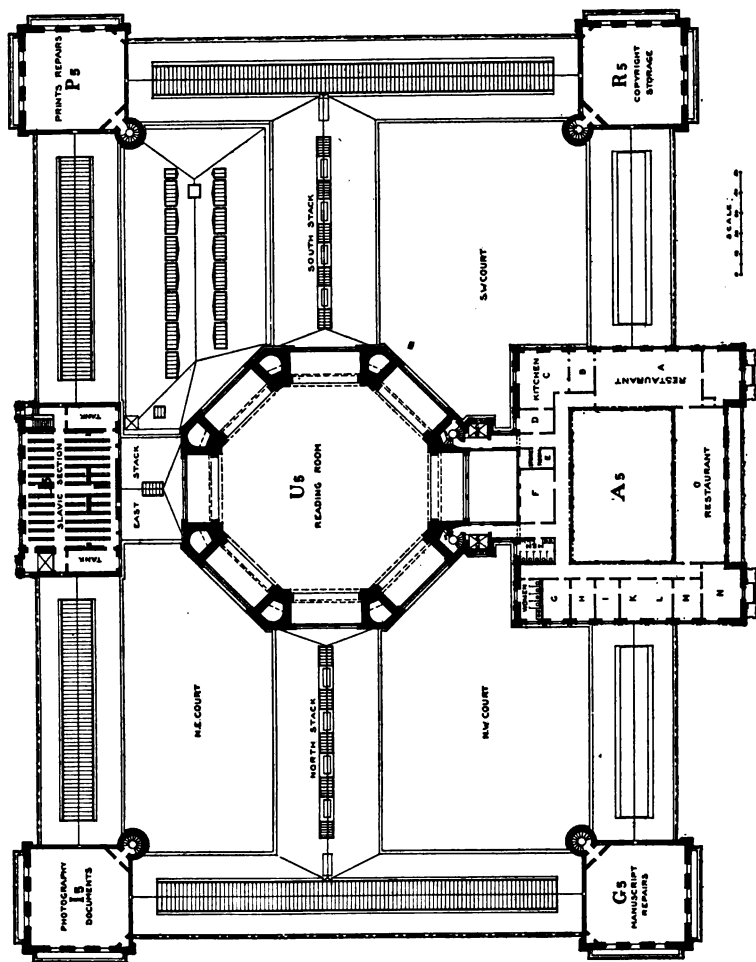 PRINTS REPAIRS
P5
R5
COPYRIGHT
STORAGE
SCALE:
SOUTH STACK
S.W.COURT
TANK
SLAVIC SECTION
TANK
EAST STACK
U5
READING ROOM
KITCHEN
C
B
A
RESTAURANT
D
E
F
A5
O
RESTAURANT
WOMEN
G
H
I
K
L
M
N
N.E.COURT
NORTH STACK
N.W.COURT
PHOTOGRAPHY
I5
DOCUMENTS
G5
MANUSCRIPT
REPAIRS